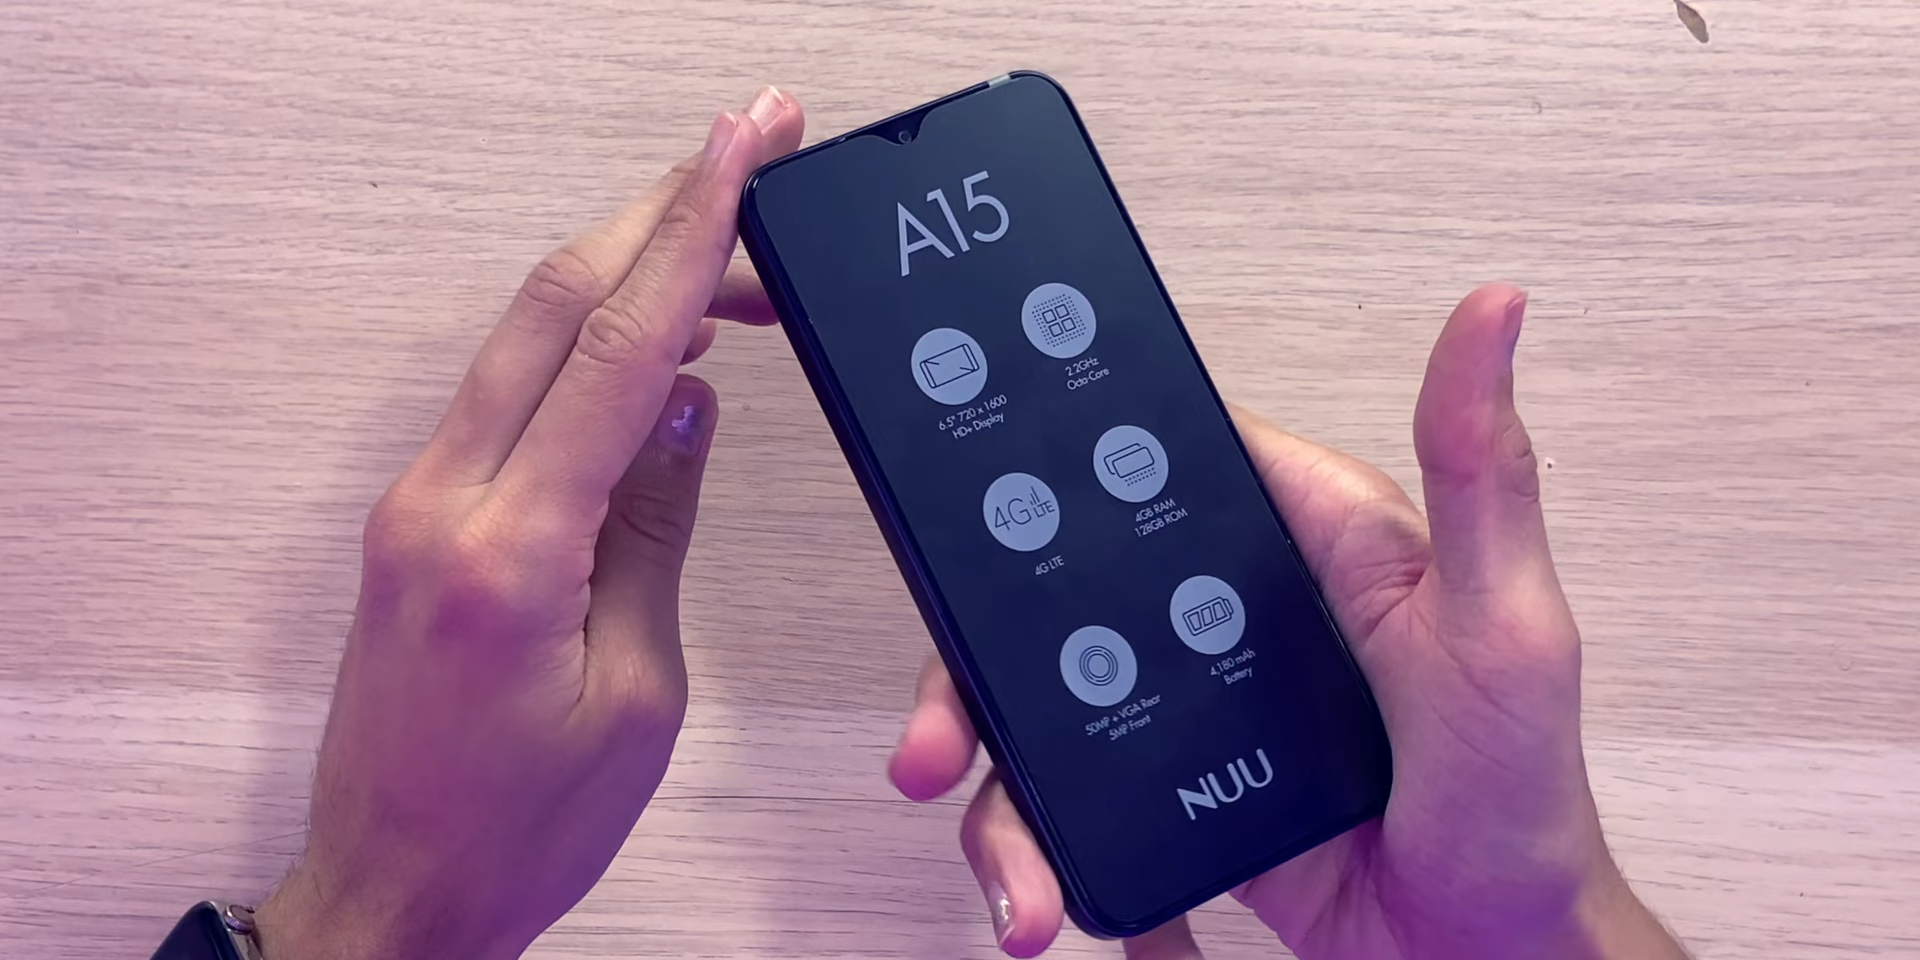 A15
6.5" 720 x 1600
HD+ Display
2.2GHz
Octa-Core
4G LTE
4G LTE
4GB RAM
128GB ROM
50MP + VGA Rear
5MP Front
4,180 mAh
Battery
NUU